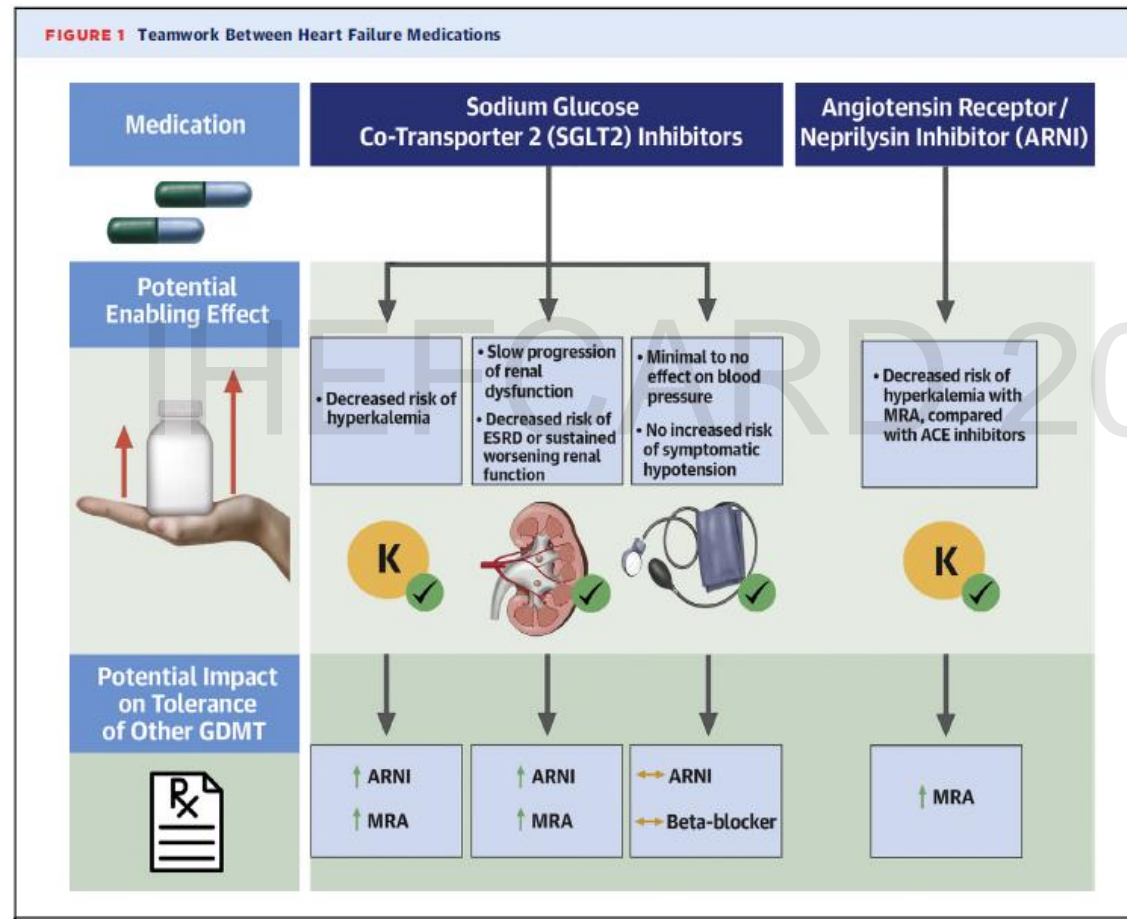 FIGURE 1 Teamwork Between Heart Failure Medications
Medication
Sodium Glucose
Co-Transporter 2 (SGLT2) Inhibitors
Angiotensin Receptor/
Neprilysin Inhibitor (ARNI)
Potential
Enabling Effect
• Decreased risk of
hyperkalemia
• Slow progression
of renal
dysfunction
• Decreased risk of
ESRD or sustained
worsening renal
function
• Minimal to no
effect on blood
pressure
• No increased risk
of symptomatic
hypotension
• Decreased risk of
hyperkalemia with
MRA, compared
with ACE inhibitors
IHEFCARD 20
K
K
Potential Impact
on Tolerance
of Other GDMT
Rx
↑ ARNI
↑ MRA
↑ ARNI
↑ MRA
↔ ARNI
↔ Beta-blocker
↑ MRA